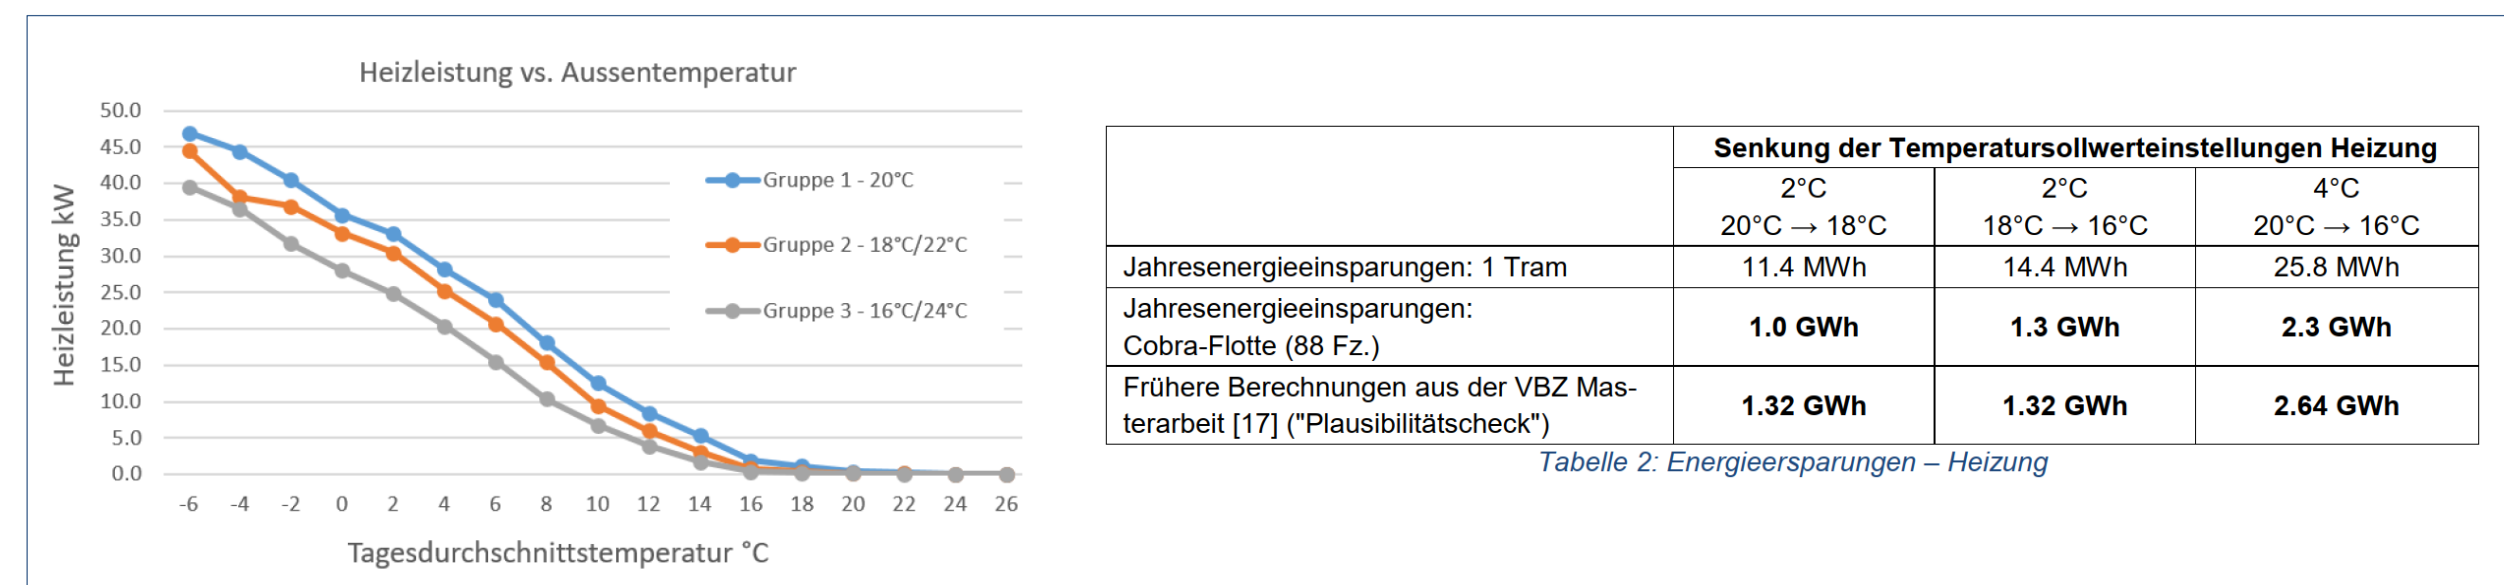 Heizleistung vs. Aussentemperatur
50.0
45.0
40.0
35.0
30.0
25.0
20.0
15.0
10.0
5.0
0.0
Heizleistung kW
Gruppe 1 - 20°C
Gruppe 2 - 18°C/22°C
Gruppe 3 - 16°C/24°C
-6 -4 -2 0 2 4 6 8 10 12 14 16 18 20 22 24 26
Tagesdurchschnittstemperatur °C
Senkung der Temperatursollwerteinstellungen Heizung
2°C 2°C 4°C
20°C → 18°C 18°C → 16°C 20°C → 16°C
Jahresenergieeinsparungen: 1 Tram 11.4 MWh 14.4 MWh 25.8 MWh
Jahresenergieeinsparungen:
Cobra-Flotte (88 Fz.) 1.0 GWh 1.3 GWh 2.3 GWh
Frühere Berechnungen aus der VBZ Mas-
terarbeit [17] ("Plausibilitätscheck") 1.32 GWh 1.32 GWh 2.64 GWh
Tabelle 2: Energieersparungen – Heizung